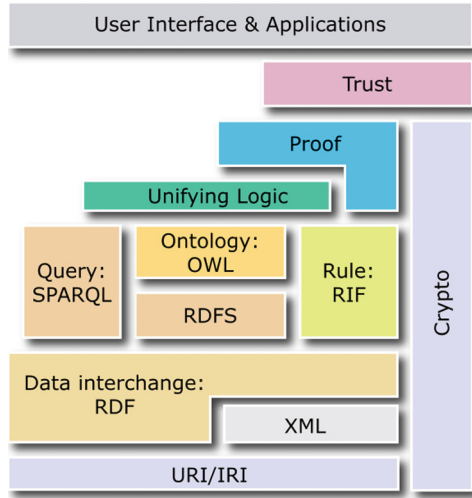 User Interface & Applications
Trust
Proof
Unifying Logic
Ontology:
OWL
Query:
SPARQL
Rule:
RIF
RDFS
Crypto
Data interchange:
RDF
XML
URI/IRI